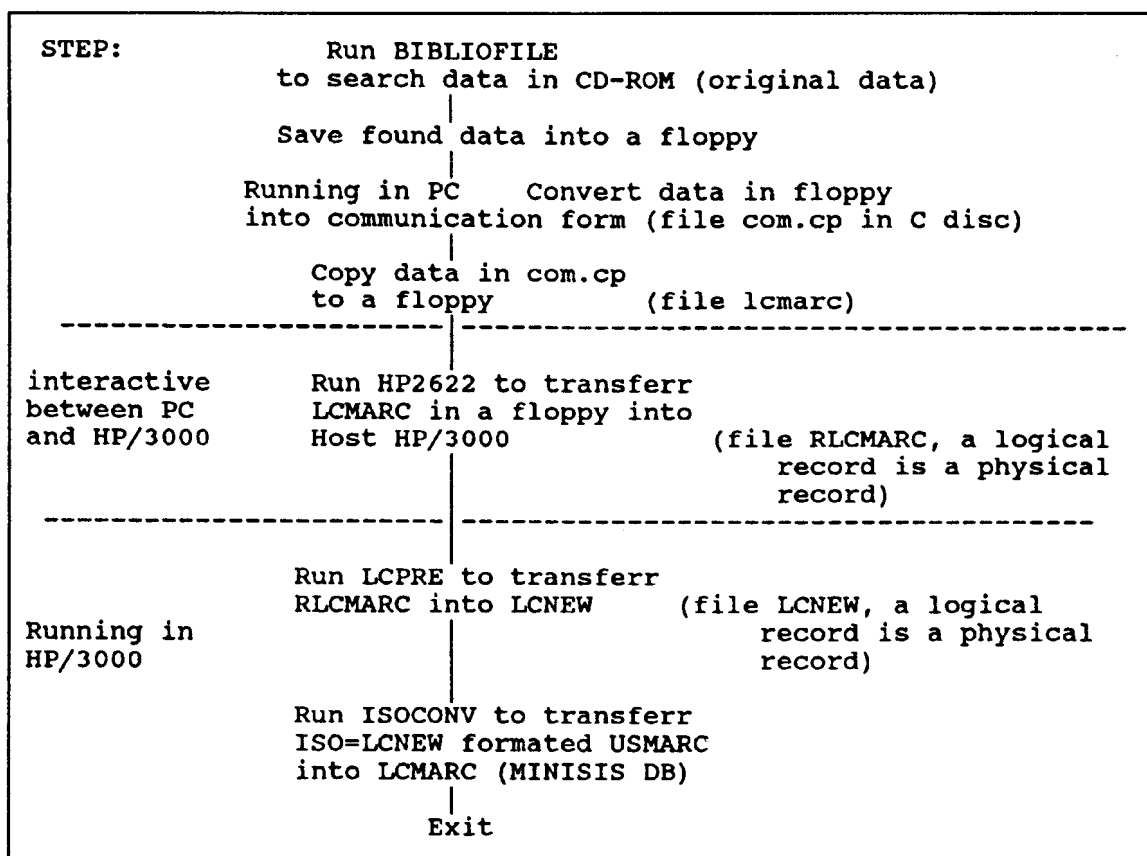 STEP: Run BIBLIOFILE
to search data in CD-ROM (original data)
Save found data into a floppy
Running in PC Convert data in floppy
into communication form (file com.cp in C disc)
Copy data in com.cp
to a floppy (file lcmarc)
interactive Run HP2622 to transferr
between PC LCMARC in a floppy into
and HP/3000 Host HP/3000 (file RLCMARC, a logical
record is a physical
record)
Run LCPRE to transferr
RLCMARC into LCNEW (file LCNEW, a logical
Running in record is a physical
HP/3000 record)
Run ISOCONV to transferr
ISO=LCNEW formated USMARC
into LCMARC (MINISIS DB)
Exit